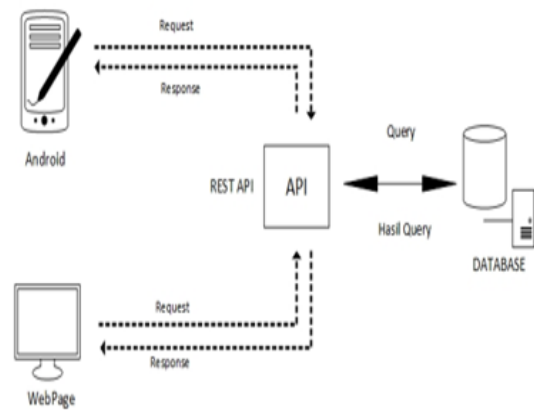 Request
Response
Android
REST API
API
Query
Hasil Query
DATABASE
Request
Response
WebPage